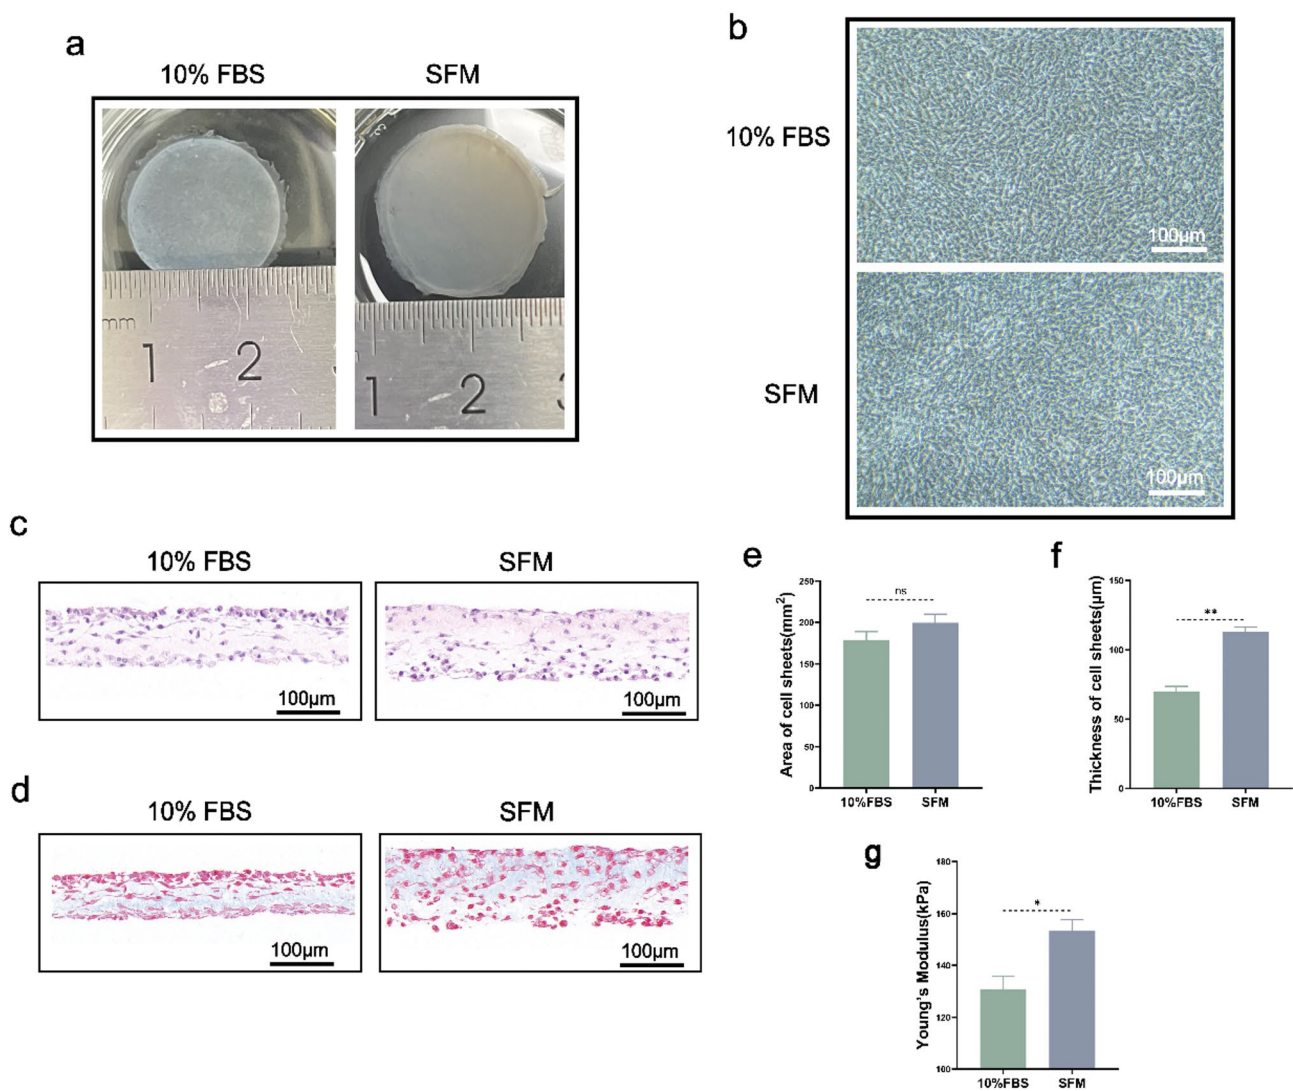 a
10% FBS
SFM
mm
1
2
1
2
b
10% FBS
100μm
SFM
100μm
c
10% FBS
SFM
100μm
100μm
d
10% FBS
SFM
100μm
100μm
e
Area of cell sheets(mm²)
250
200
150
100
50
0
ns
10%FBS
SFM
f
Thickness of cell sheets(μm)
150
100
50
0
**
10%FBS
SFM
g
Young's Modulus(kPa)
180
160
140
120
100
*
10%FBS
SFM